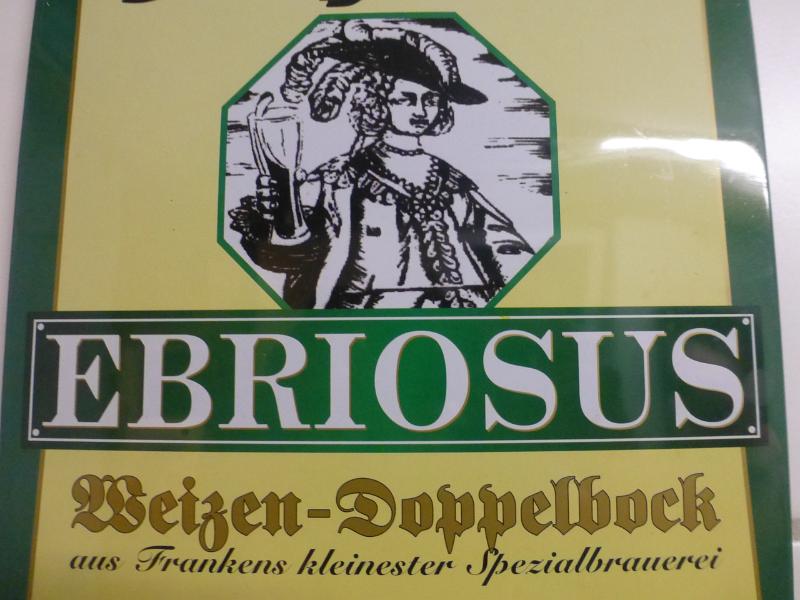 EBRIOSUS
Weizen-Doppelbock
aus Frankens kleinester Spezialbrauerei